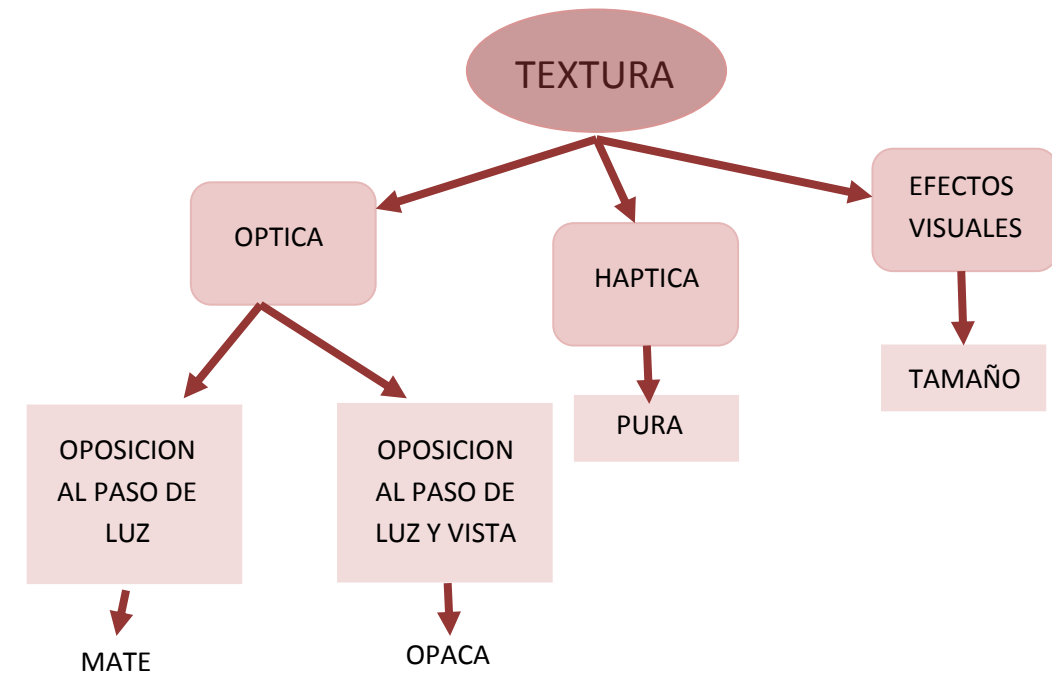 TEXTURA
OPTICA
HAPTICA
EFECTOS
VISUALES
OPOSICION
AL PASO DE
LUZ
OPOSICION
AL PASO DE
LUZ Y VISTA
PURA
TAMAÑO
MATE
OPACA